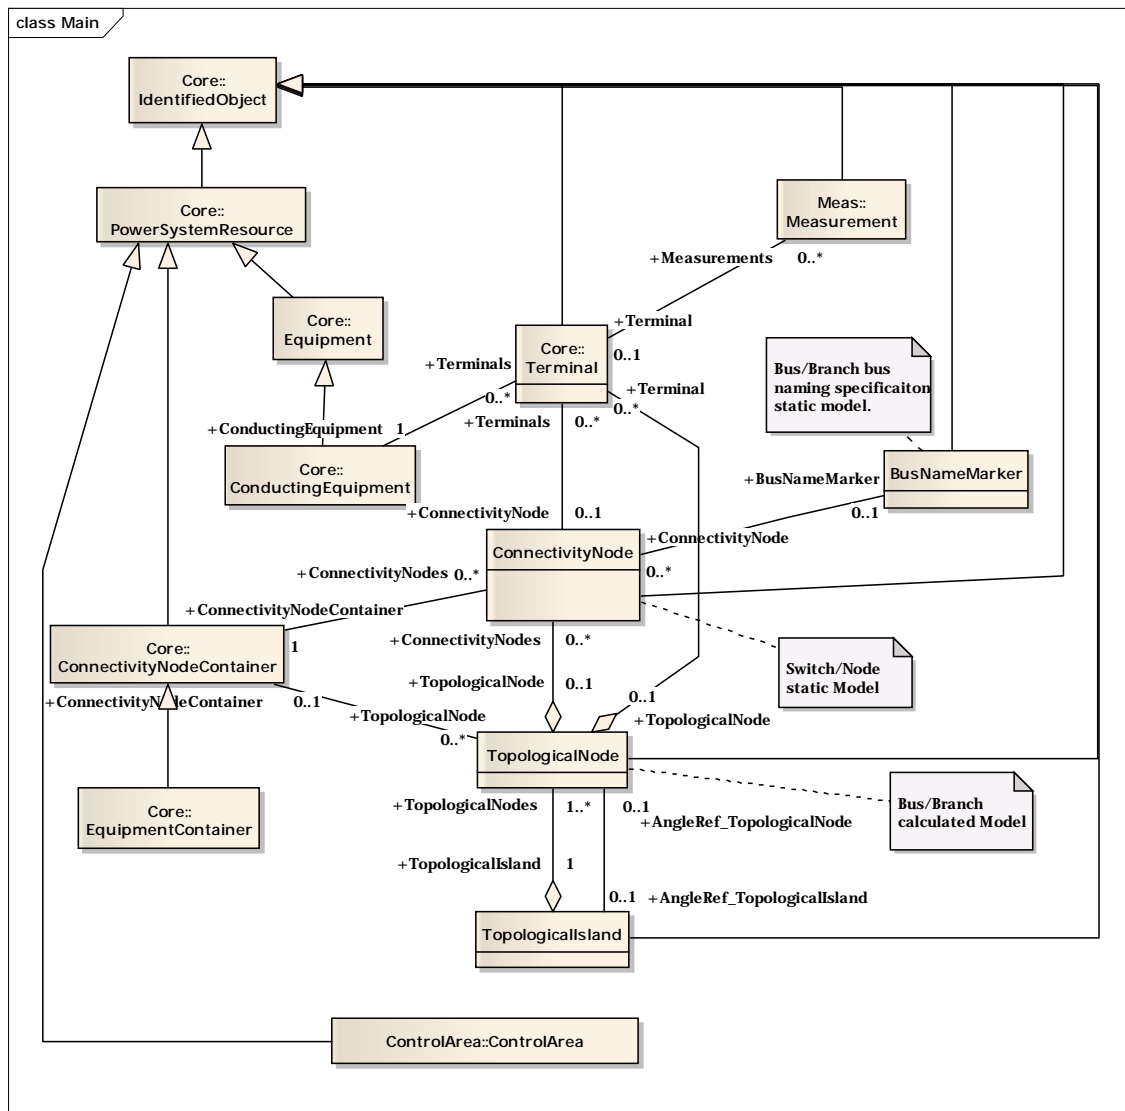 class Main
Core::
IdentifiedObject
Core::
PowerSystemResource
Meas::
Measurement
+Measurements 0..*
Core::
Equipment
+Terminal
0..1
Core::
Terminal
+Terminals
0..*
+Terminal
0..*
Bus/Branch bus
naming specificaiton
static model.
+Terminals 0..*
+ConductingEquipment 1
Core::
ConductingEquipment
+BusNameMarker
0..1
BusNameMarker
+ConnectivityNode 0..1
+ConnectivityNode
0..*
ConnectivityNode
+ConnectivityNodes 0..*
+ConnectivityNodeContainer
1
Core::
ConnectivityNodeContainer
+ConnectivityNodes 0..*
Switch/Node
static Model
+TopologicalNode 0..1
+ConnectivityNodeContainer 0..1
0..1
+TopologicalNode
+TopologicalNode
0..*
TopologicalNode
Core::
EquipmentContainer
+TopologicalNodes 1..*
0..1
+AngleRef_TopologicalNode
Bus/Branch
calculated Model
+TopologicalIsland 1
0..1 +AngleRef_TopologicalIsland
TopologicalIsland
ControlArea::ControlArea